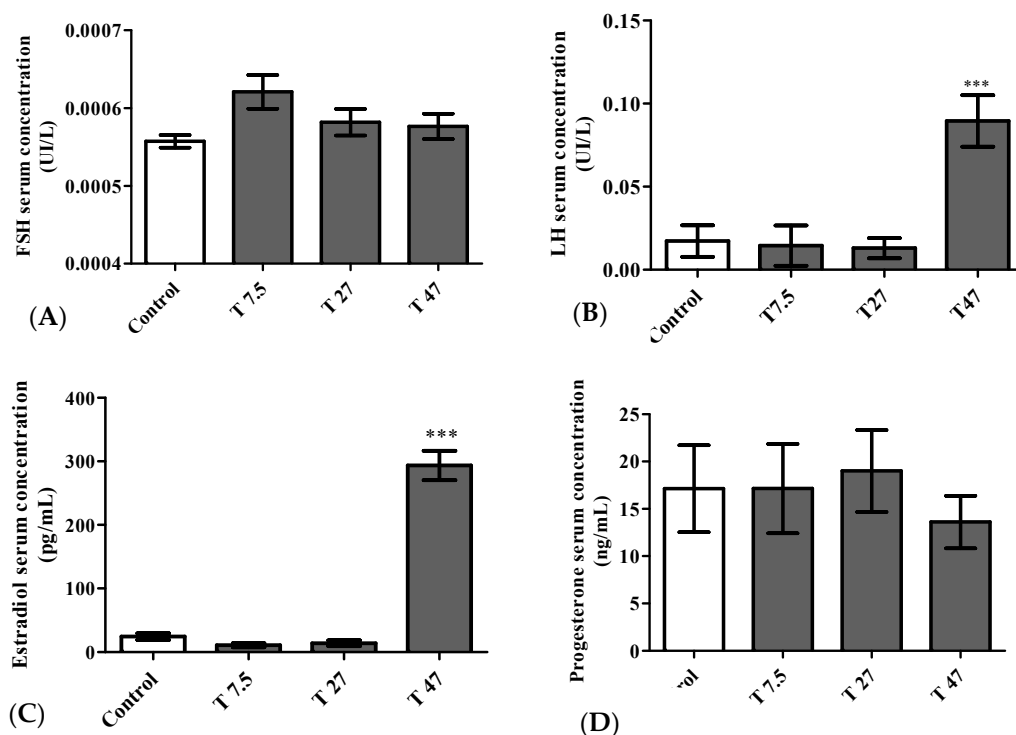 FSH serum concentration
(UI/L)
0.0007
0.0006
0.0005
0.0004
Control
T 7.5
T 27
T 47
(A)
LH serum concentration
(UI/L)
0.15
0.10
0.05
0.00
***
Control
T7.5
T27
T47
(B)
Estradiol serum concentration
(pg/mL)
400
300
200
100
0
***
Control
T 7.5
T 27
T 47
(C)
Progesterone serum concentration
(ng/mL)
25
20
15
10
5
0
rol
T 7.5
T 27
T 47
(D)